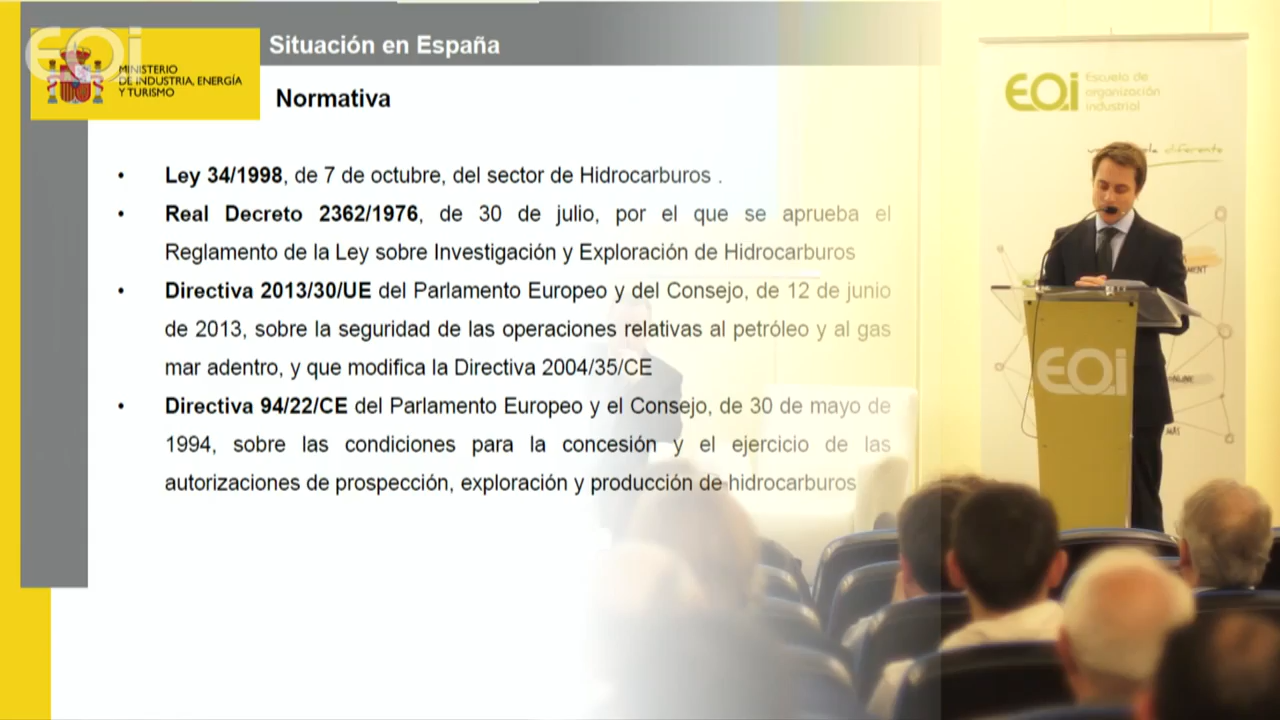 EOi
MINISTERIO
DE INDUSTRIA, ENERGÍA
Y TURISMO
Situación en España
Normativa
• Ley 34/1998, de 7 de octubre, del sector de Hidrocarburos .
• Real Decreto 2362/1976, de 30 de julio, por el que se aprueba el
Reglamento de la Ley sobre Investigación y Exploración de Hidrocarburos
• Directiva 2013/30/UE del Parlamento Europeo y del Consejo, de 12 de junio
de 2013, sobre la seguridad de las operaciones relativas al petróleo y al gas
mar adentro, y que modifica la Directiva 2004/35/CE
• Directiva 94/22/CE del Parlamento Europeo y el Consejo, de 30 de mayo de
1994, sobre las condiciones para la concesión y el ejercicio de las
autorizaciones de prospección, exploración y producción de hidrocarburos
EOi
Escuela de
organización
industrial
diferente
ONLINE
MÁS
EOi